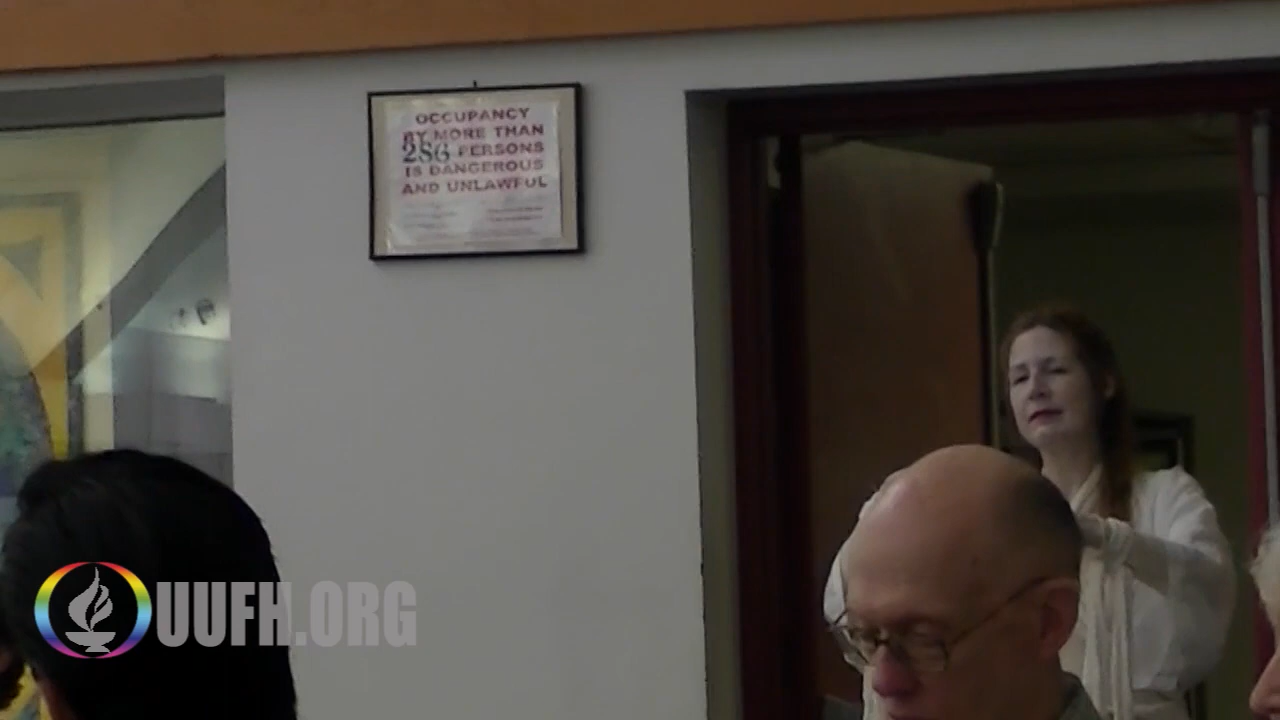 OCCUPANCY
BY MORE THAN
286 PERSONS
IS DANGEROUS
AND UNLAWFUL
UUFH.ORG